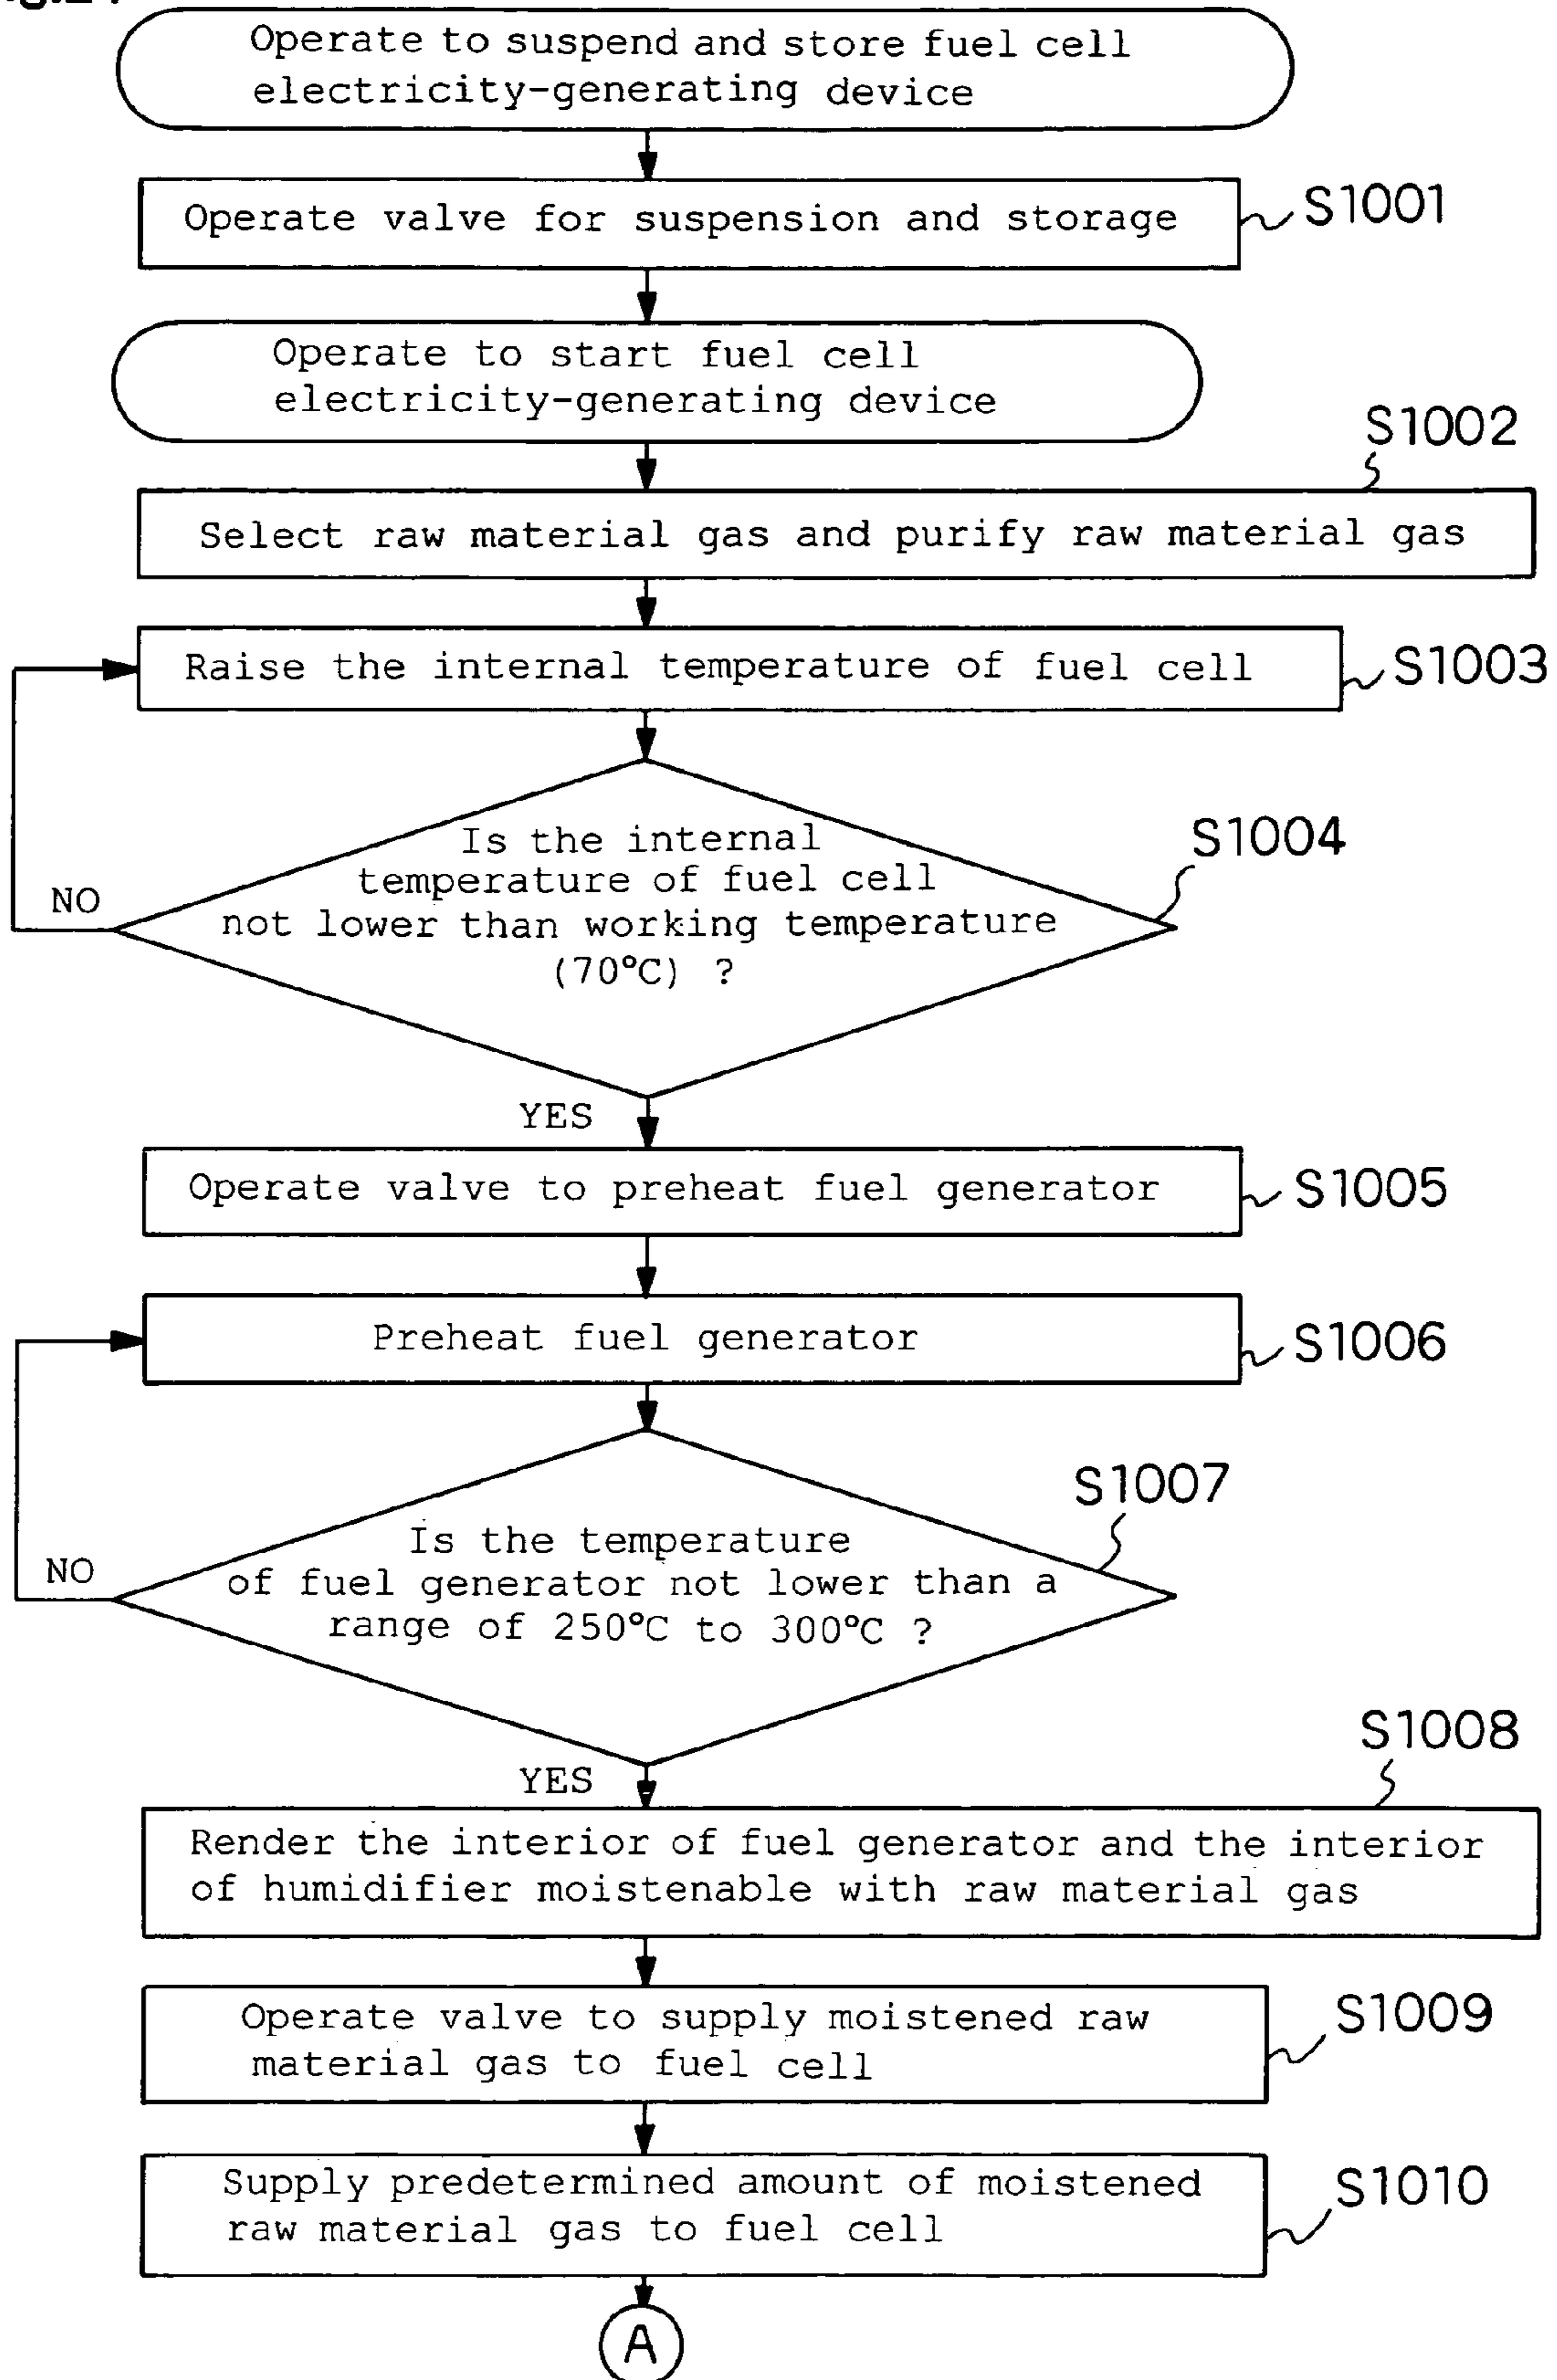 Operate to suspend and store fuel cell
electricity-generating device
Operate valve for suspension and storage
S1001
Operate to start fuel cell
electricity-generating device
S1002
Select raw material gas and purify raw material gas
Raise the internal temperature of fuel cell
S1003
Is the internal
temperature of fuel cell
not lower than working temperature
(70°C) ?
S1004
NO
YES
Operate valve to preheat fuel generator
S1005
Preheat fuel generator
S1006
S1007
Is the temperature
of fuel generator not lower than a
range of 250°C to 300°C ?
NO
YES
S1008
Render the interior of fuel generator and the interior
of humidifier moistenable with raw material gas
Operate valve to supply moistened raw
material gas to fuel cell
S1009
Supply predetermined amount of moistened
raw material gas to fuel cell
S1010
A